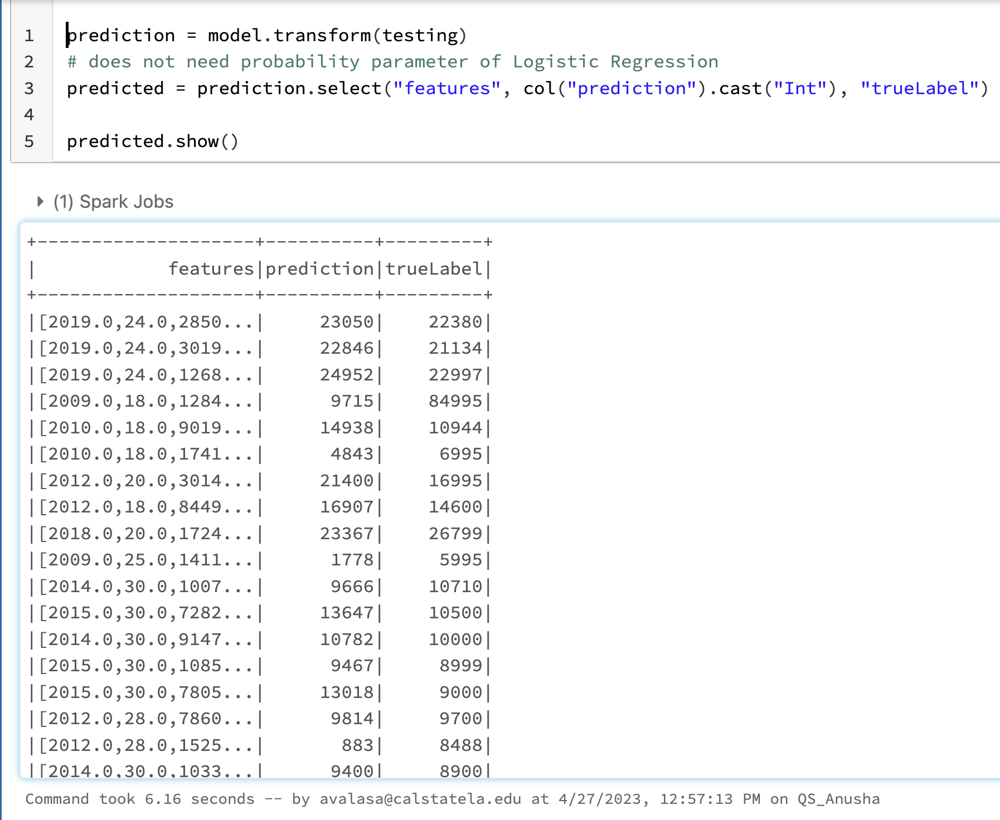 1 prediction = model.transform(testing)
2 # does not need probability parameter of Logistic Regression
3 predicted = prediction.select("features", col("prediction").cast("Int"), "trueLabel")
4
5 predicted.show()
(1) Spark Jobs
+--------------------+----------+---------+
|            features|prediction|trueLabel|
+--------------------+----------+---------+
|[2019.0,24.0,2850...|     23050|    22380|
|[2019.0,24.0,3019...|     22846|    21134|
|[2019.0,24.0,1268...|     24952|    22997|
|[2009.0,18.0,1284...|      9715|    84995|
|[2010.0,18.0,9019...|     14938|    10944|
|[2010.0,18.0,1741...|      4843|     6995|
|[2012.0,20.0,3014...|     21400|    16995|
|[2012.0,18.0,8449...|     16907|    14600|
|[2018.0,20.0,1724...|     23367|    26799|
|[2009.0,25.0,1411...|      1778|     5995|
|[2014.0,30.0,1007...|      9666|    10710|
|[2015.0,30.0,7282...|     13647|    10500|
|[2014.0,30.0,9147...|     10782|    10000|
|[2015.0,30.0,1085...|      9467|     8999|
|[2015.0,30.0,7805...|     13018|     9000|
|[2012.0,28.0,7860...|      9814|     9700|
|[2012.0,28.0,1525...|       883|     8488|
|[2014.0,30.0,1033...|      9400|     8900|
Command took 6.16 seconds -- by avalasa@calstatela.edu at 4/27/2023, 12:57:13 PM on QS_Anusha